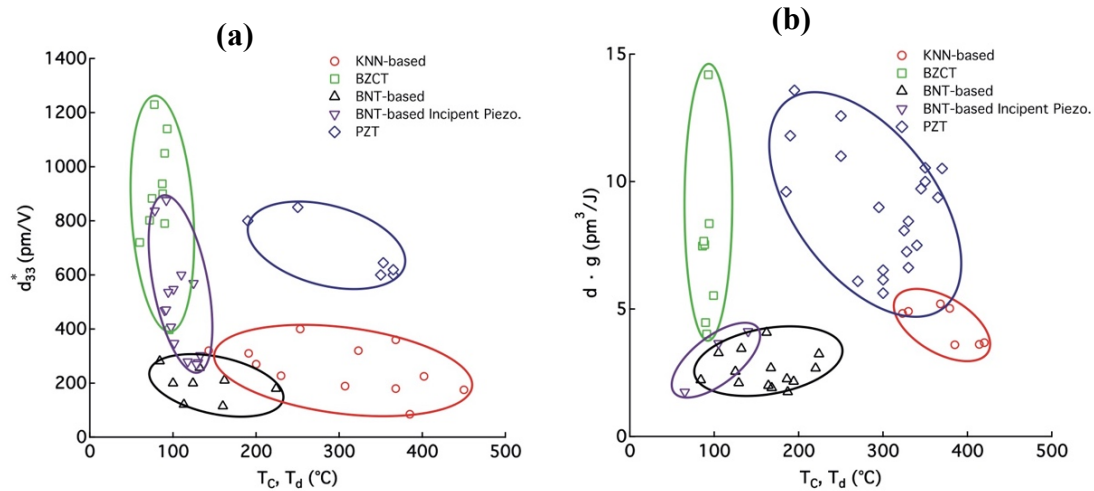 (a)
1400
1200
1000
800
600
400
200
0
d*33 (pm/V)
KNN-based
BZCT
BNT-based
BNT-based Incipent Piezo.
PZT
0 100 200 300 400 500
TC, Td (°C)
(b)
15
10
5
0
d · g (pm³/J)
KNN-based
BZCT
BNT-based
BNT-based Incipent Piezo.
PZT
0 100 200 300 400 500
TC, Td (°C)